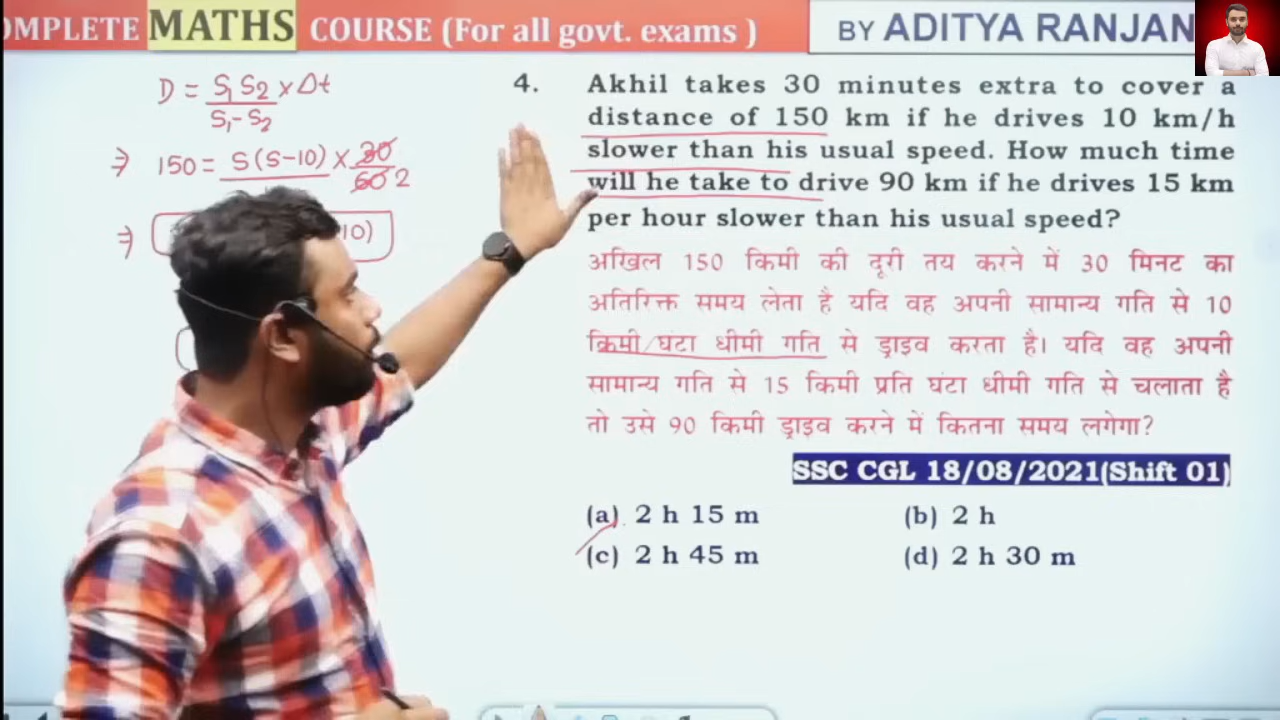 OMPLETE MATHS COURSE (For all govt. exams )
BY ADITYA RANJAN
D = S₁ S₂ × Δt
S₁ - S₂
⇒ 150 = S(S-10) × 30
60 2
⇒ 10)
4. Akhil takes 30 minutes extra to cover a
distance of 150 km if he drives 10 km/h
slower than his usual speed. How much time
will he take to drive 90 km if he drives 15 km
per hour slower than his usual speed?
अखिल 150 किमी की दूरी तय करने में 30 मिनट का
अतिरिक्त समय लेता है यदि वह अपनी सामान्य गति से 10
किमी/घंटा धीमी गति से ड्राइव करता है। यदि वह अपनी
सामान्य गति से 15 किमी प्रति घंटा धीमी गति से चलाता है
तो उसे 90 किमी ड्राइव करने में कितना समय लगेगा?
SSC CGL 18/08/2021(Shift 01)
(a) 2 h 15 m (b) 2 h
(c) 2 h 45 m (d) 2 h 30 m